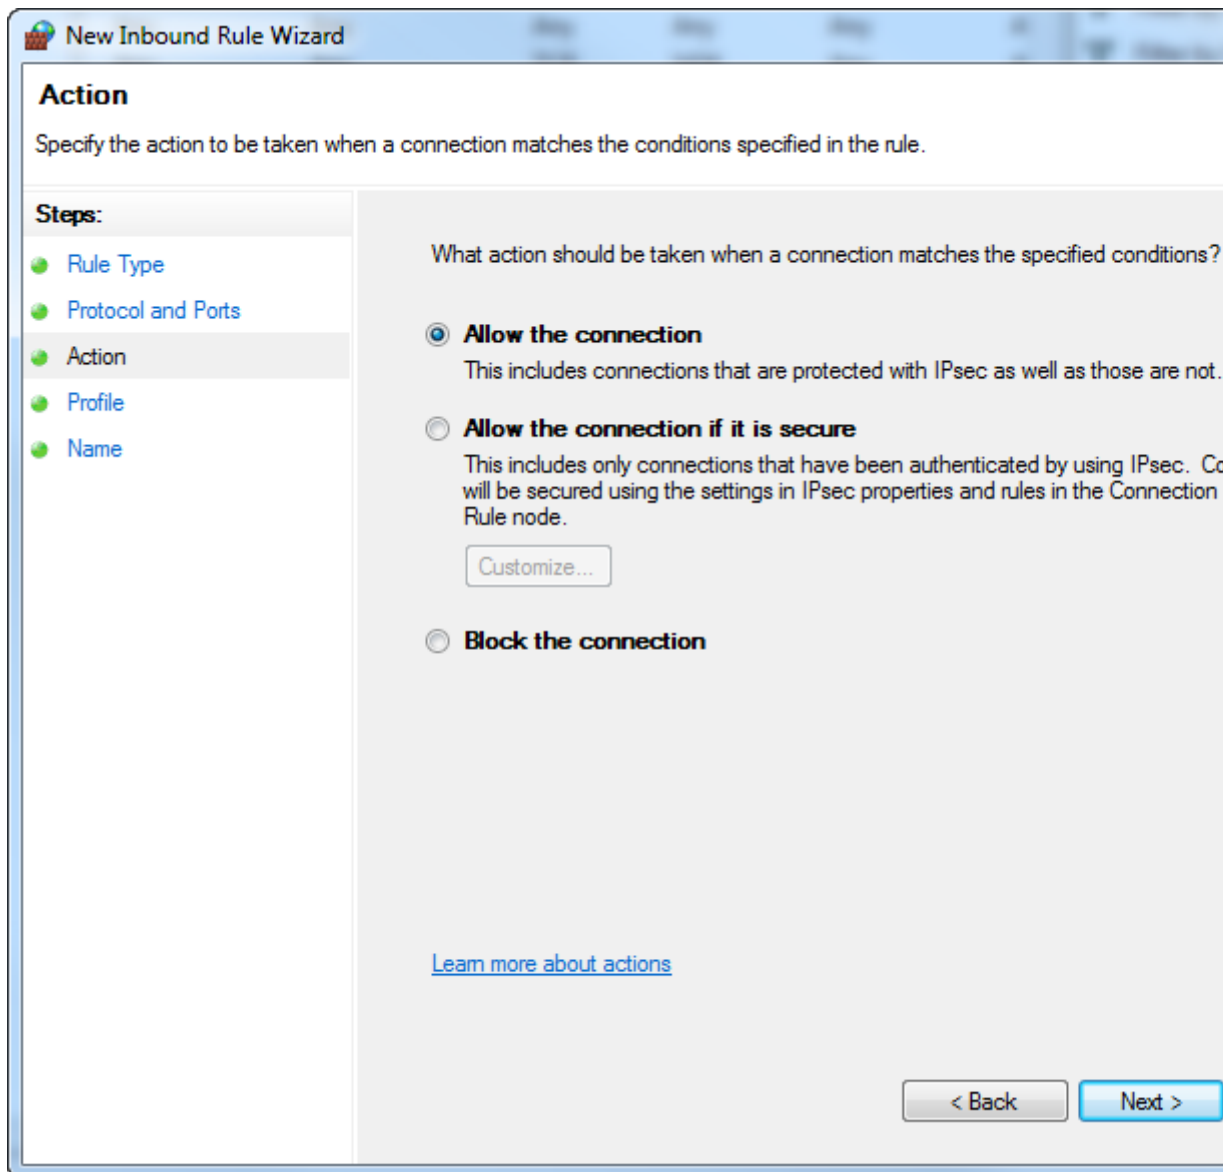 New Inbound Rule Wizard
Action
Specify the action to be taken when a connection matches the conditions specified in the rule.
Steps:
Rule Type
Protocol and Ports
Action
Profile
Name
What action should be taken when a connection matches the specified conditions?
Allow the connection
This includes connections that are protected with IPsec as well as those are not.
Allow the connection if it is secure
This includes only connections that have been authenticated by using IPsec. Co
will be secured using the settings in IPsec properties and rules in the Connection
Rule node.
Customize...
Block the connection
Learn more about actions
< Back
Next >